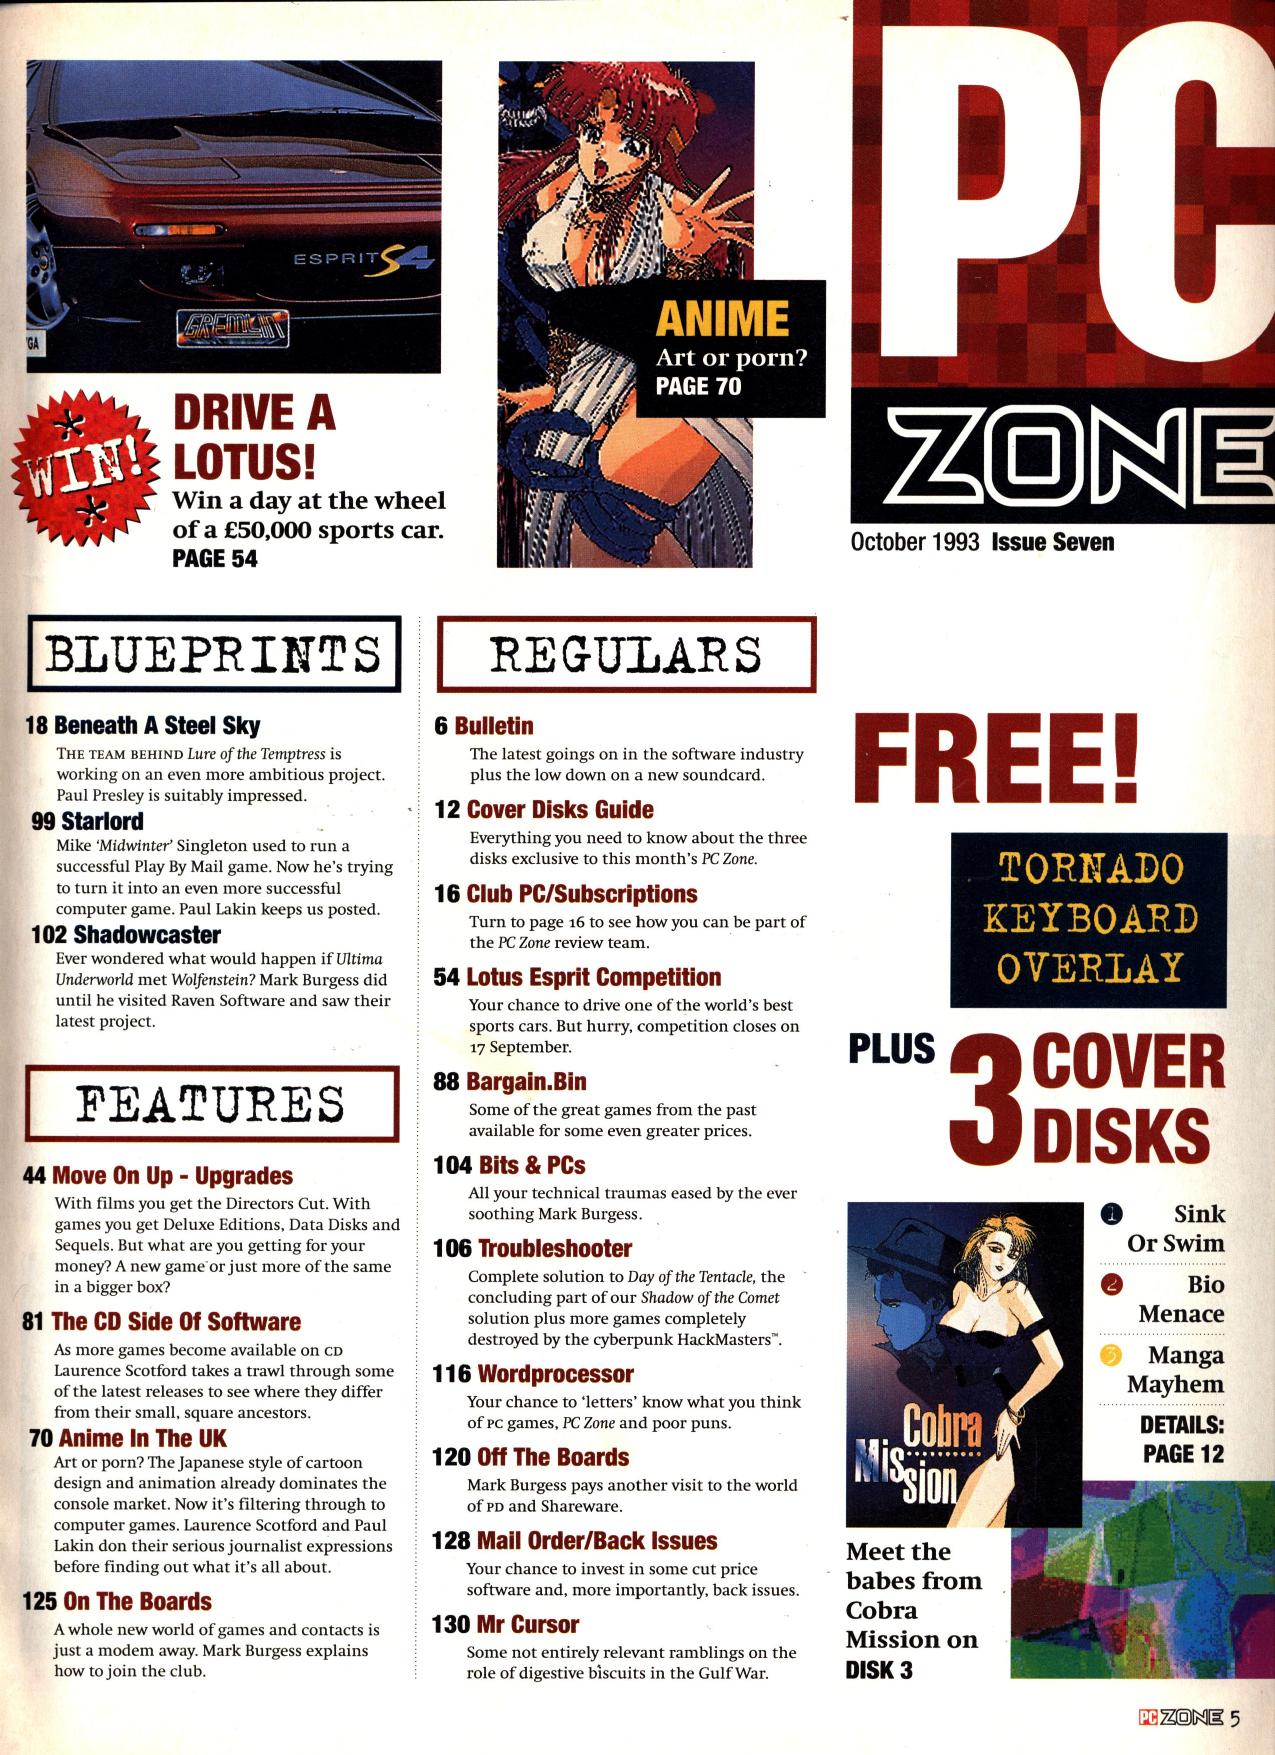 ESPRIT S4
GREMLIN
GA
WIN!
DRIVE A
LOTUS!
Win a day at the wheel
of a £50,000 sports car.
PAGE 54
ANIME
Art or porn?
PAGE 70
PC
ZONE
October 1993 Issue Seven
BLUEPRINTS
18 Beneath A Steel Sky
THE TEAM BEHIND Lure of the Temptress is
working on an even more ambitious project.
Paul Presley is suitably impressed.
99 Starlord
Mike ‘Midwinter’ Singleton used to run a
successful Play By Mail game. Now he's trying
to turn it into an even more successful
computer game. Paul Lakin keeps us posted.
102 Shadowcaster
Ever wondered what would happen if Ultima
Underworld met Wolfenstein? Mark Burgess did
until he visited Raven Software and saw their
latest project.
FEATURES
44 Move On Up - Upgrades
With films you get the Directors Cut. With
games you get Deluxe Editions, Data Disks and
Sequels. But what are you getting for your
money? A new game or just more of the same
in a bigger box?
81 The CD Side Of Software
As more games become available on CD
Laurence Scotford takes a trawl through some
of the latest releases to see where they differ
from their small, square ancestors.
70 Anime In The UK
Art or porn? The Japanese style of cartoon
design and animation already dominates the
console market. Now it's filtering through to
computer games. Laurence Scotford and Paul
Lakin don their serious journalist expressions
before finding out what it's all about.
125 On The Boards
A whole new world of games and contacts is
just a modem away. Mark Burgess explains
how to join the club.
REGULARS
6 Bulletin
The latest goings on in the software industry
plus the low down on a new soundcard.
12 Cover Disks Guide
Everything you need to know about the three
disks exclusive to this month's PC Zone.
16 Club PC/Subscriptions
Turn to page 16 to see how you can be part of
the PC Zone review team.
54 Lotus Esprit Competition
Your chance to drive one of the world's best
sports cars. But hurry, competition closes on
17 September.
88 Bargain.Bin
Some of the great games from the past
available for some even greater prices.
104 Bits & PCs
All your technical traumas eased by the ever
soothing Mark Burgess.
106 Troubleshooter
Complete solution to Day of the Tentacle, the
concluding part of our Shadow of the Comet
solution plus more games completely
destroyed by the cyberpunk HackMasters™.
116 Wordprocessor
Your chance to ‘letters’ know what you think
of PC games, PC Zone and poor puns.
120 Off The Boards
Mark Burgess pays another visit to the world
of PD and Shareware.
128 Mail Order/Back Issues
Your chance to invest in some cut price
software and, more importantly, back issues.
130 Mr Cursor
Some not entirely relevant ramblings on the
role of digestive biscuits in the Gulf War.
FREE!
TORNADO
KEYBOARD
OVERLAY
PLUS 3 COVER
DISKS
Cobra
Mission
1 Sink
Or Swim
2 Bio
Menace
3 Manga
Mayhem
DETAILS:
PAGE 12
Meet the
babes from
Cobra
Mission on
DISK 3
PC ZONE 5